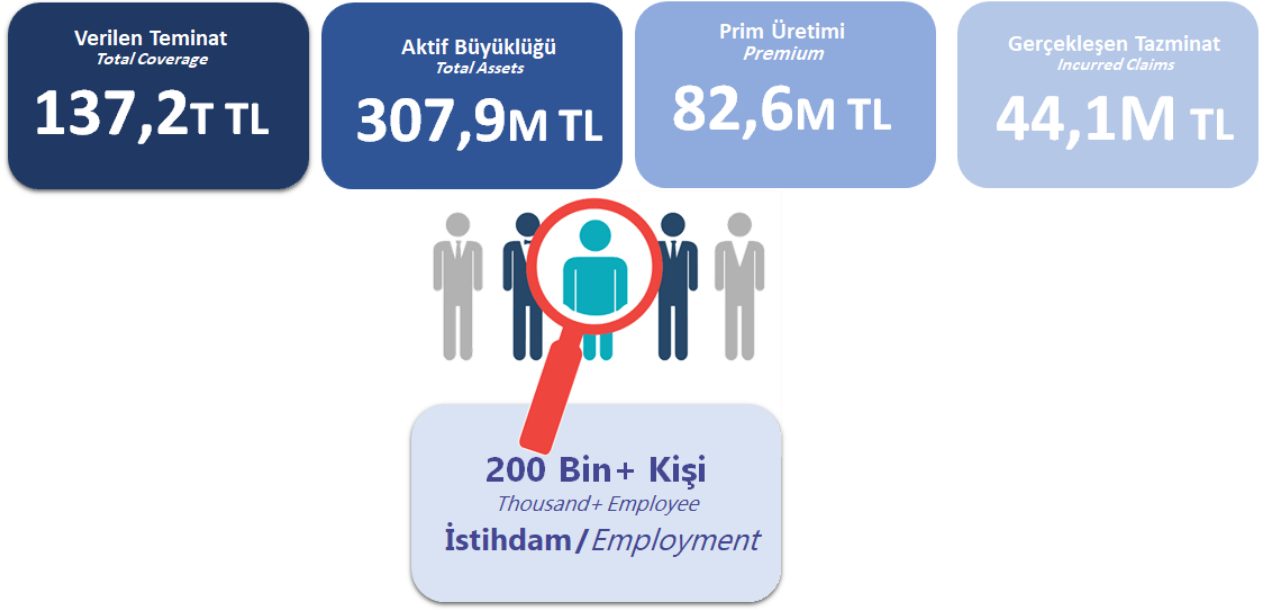 Verilen Teminat
Total Coverage
137,2T TL
Aktif Büyüklüğü
Total Assets
307,9M TL
Prim Üretimi
Premium
82,6M TL
Gerçekleşen Tazminat
Incurred Claims
44,1M TL
200 Bin+ Kişi
Thousand+ Employee
İstihdam/Employment